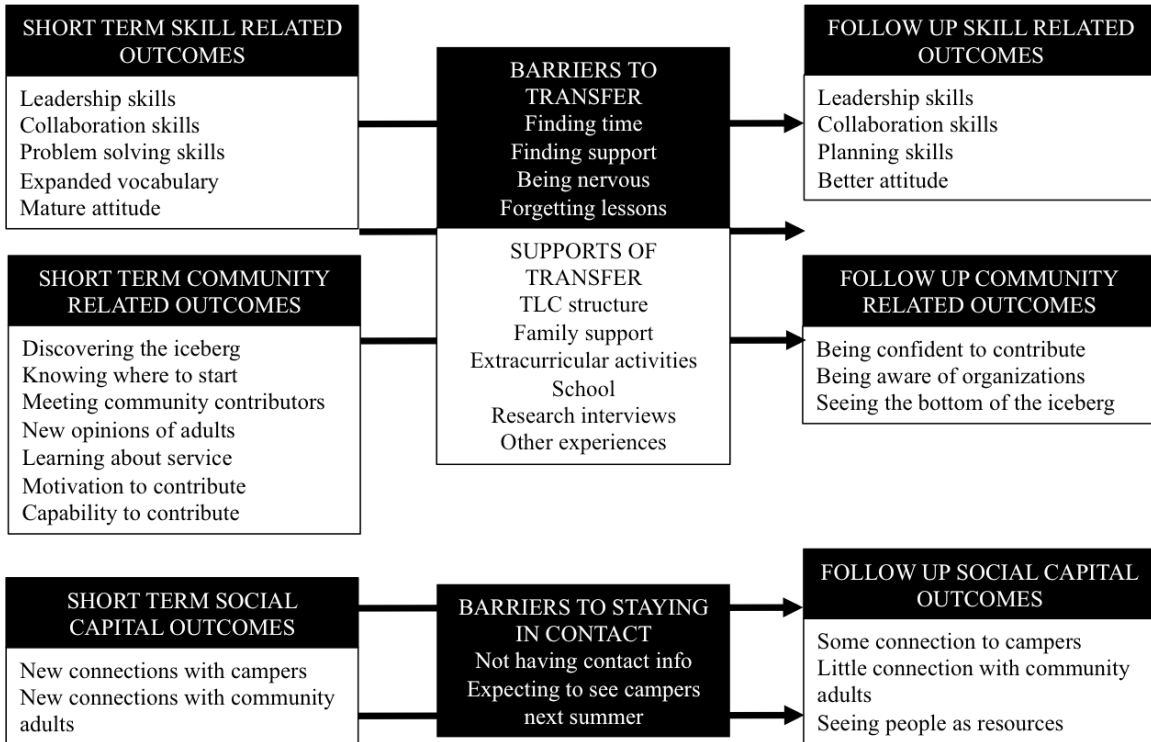 SHORT TERM SKILL RELATED
OUTCOMES
Leadership skills
Collaboration skills
Problem solving skills
Expanded vocabulary
Mature attitude
SHORT TERM COMMUNITY
RELATED OUTCOMES
Discovering the iceberg
Knowing where to start
Meeting community contributors
New opinions of adults
Learning about service
Motivation to contribute
Capability to contribute
SHORT TERM SOCIAL
CAPITAL OUTCOMES
New connections with campers
New connections with community
adults
BARRIERS TO
TRANSFER
Finding time
Finding support
Being nervous
Forgetting lessons
SUPPORTS OF
TRANSFER
TLC structure
Family support
Extracurricular activities
School
Research interviews
Other experiences
BARRIERS TO STAYING
IN CONTACT
Not having contact info
Expecting to see campers
next summer
FOLLOW UP SKILL RELATED
OUTCOMES
Leadership skills
Collaboration skills
Planning skills
Better attitude
FOLLOW UP COMMUNITY
RELATED OUTCOMES
Being confident to contribute
Being aware of organizations
Seeing the bottom of the iceberg
FOLLOW UP SOCIAL CAPITAL
OUTCOMES
Some connection to campers
Little connection with community
adults
Seeing people as resources